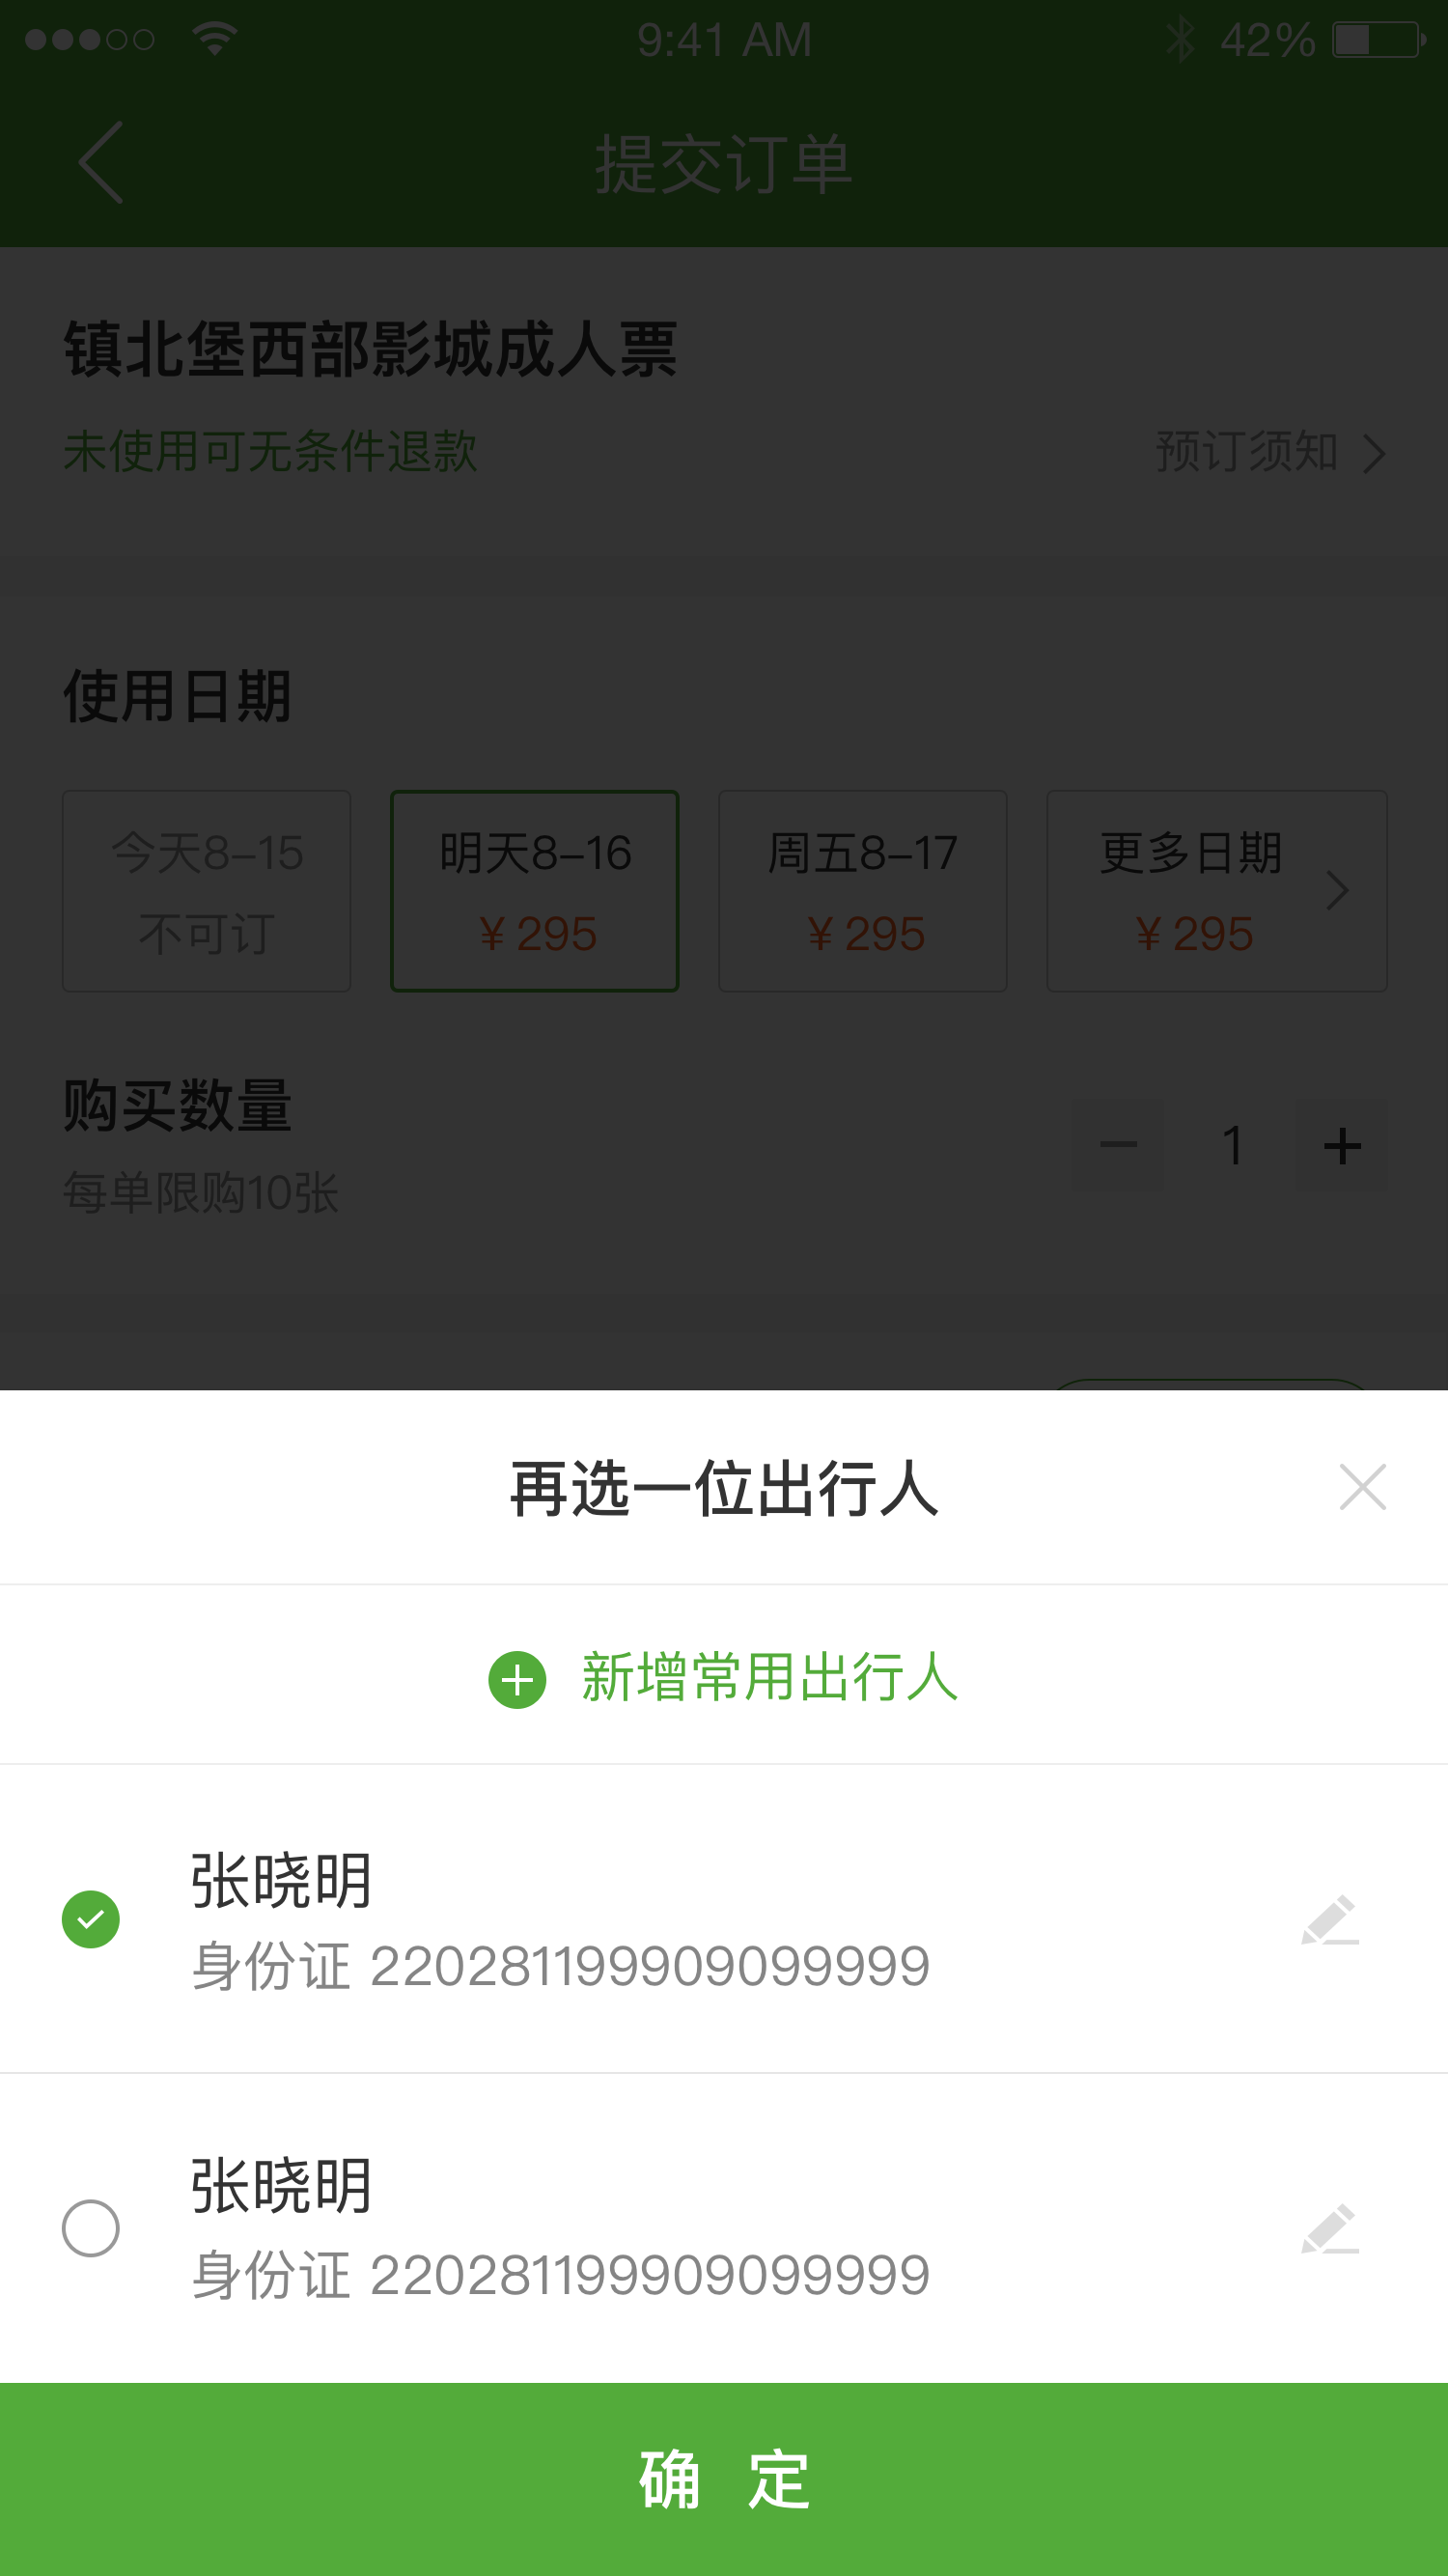 9:41 AM 42%
提交订单
镇北堡西部影城成人票
未使用可无条件退款 预订须知
使用日期
今天8-15 明天8-16 周五8-17 更多日期
不可订 ¥295 ¥295 ¥295
购买数量
1
每单限购10张
再选一位出行人
新增常用出行人
张晓明
身份证 220281199909099999
张晓明
身份证 220281199909099999
确 定